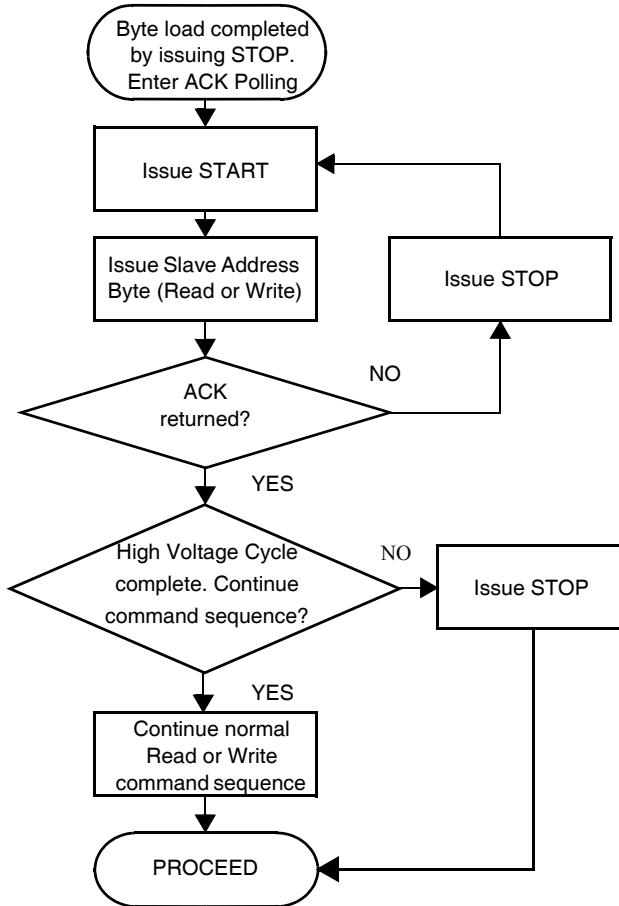 Byte load completed
by issuing STOP.
Enter ACK Polling
Issue START
Issue Slave Address
Byte (Read or Write)
Issue STOP
ACK
returned?
NO
YES
High Voltage Cycle
complete. Continue
command sequence?
NO
Issue STOP
YES
Continue normal
Read or Write
command sequence
PROCEED